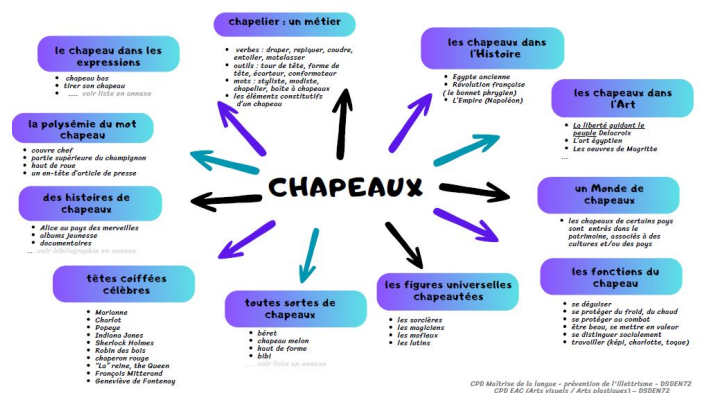 chapelier : un métier
• verbes : draper, replquer, coudre,
entoiler, matelasser
• outils : tour de tête, forme de
tête, écarteur, conformateur
• mots : styliste, modiste,
chapelier, boîte à chapeaux
• les éléments constitutifs
d'un chapeau
le chapeau dans les
expressions
• chapeau bas
• tirer son chapeau
• .... voir liste en annexe
les chapeaux dans
l'Histoire
• Egypte ancienne
• Révolution française
( le bonnet phrygien)
• L'Empire (Napoléon)
les chapeaux dans
l'Art
• La liberté guidant le
peuple Delacroix
• L'art égyptien
• Les oeuvres de Magritte
...
la polysémie du mot
chapeau
• couvre chef
• partie supérieure du champignon
• haut de roue
• un en-tête d'article de presse
CHAPEAUX
des histoires de
chapeaux
• Alice au pays des merveilles
• albums jeunesse
• documentaires
... voir bibliographie en annexe
un Monde de
chapeaux
• les chapeaux de certains pays
sont entrés dans le
patrimoine, associés à des
cultures et/ou des pays
têtes coiffées
célèbres
• Marianne
• Charlot
• Popeye
• Indiana Jones
• Sherlock Holmes
• Robin des bois
• chaperon rouge
• "La" reine, the Queen
• François Mitterand
• Geneviève de Fontenay
toutes sortes de
chapeaux
• béret
• chapeau melon
• haut de forme
• bibi
.... voir liste en annexe
les figures universelles
chapeautées
• les sorcières
• les magiciens
• les mafieux
• les lutins
les fonctions du
chapeau
• se déguiser
• se protéger du froid, du chaud
• se protéger au combat
• être beau, se mettre en valeur
• se distinguer socialement
• travailler (képi, charlotte, toque)
CPD Maîtrise de la langue - prévention de l'illettrisme - DSDEN72
CPD EAC (Arts visuels / Arts plastiques) – DSDEN72